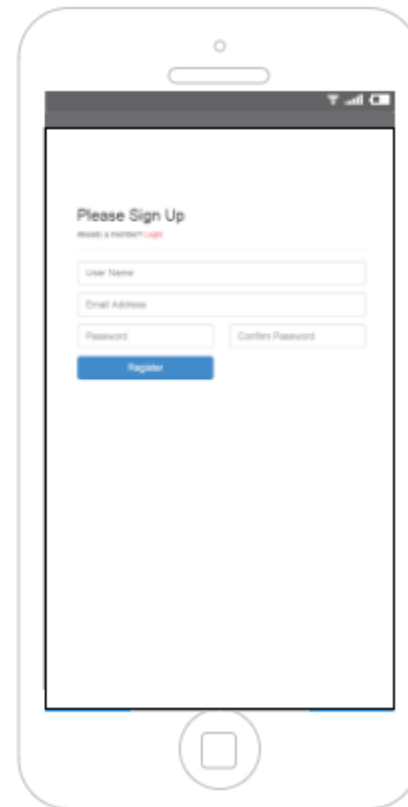 Please Sign Up
Already a member? Login
User Name
Email Address
Password
Confirm Password
Register